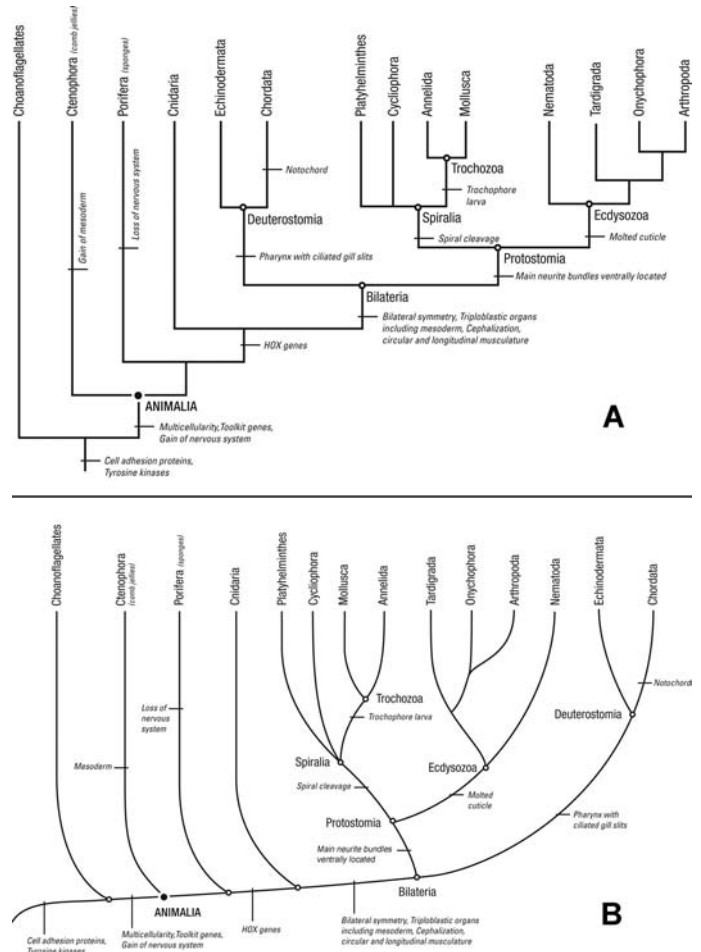 Choanoflagellates
Ctenophora (comb jellies)
Porifera (sponges)
Cnidaria
Echinodermata
Chordata
Platyhelminthes
Cycliophora
Annelida
Mollusca
Nematoda
Tardigrada
Onychophora
Arthropoda
Gain of mesoderm
Loss of nervous system
Notochord
Trochozoa
Trochophore
larva
Deuterostomia
Spiralia
Ecdysozoa
Spiral cleavage
Molted cuticle
Pharynx with ciliated gill slits
Protostomia
Main neurite bundles ventrally located
Bilateria
Bilateral symmetry, Triploblastic organs
including mesoderm, Cephalization,
circular and longitudinal musculature
HOX genes
ANIMALIA
A
Multicellularity,Toolkit genes,
Gain of nervous system
Cell adhesion proteins,
Tyrosine kinases
Choanoflagellates
Ctenophora
(comb jellies)
Porifera (sponges)
Cnidaria
Platyhelminthes
Cycliophora
Mollusca
Annelida
Tardigrada
Onychophora
Arthropoda
Nematoda
Echinodermata
Chordata
Notochord
Loss of
nervous
system
Trochozoa
Trochophore larva
Deuterostomia
Mesoderm
Spiralia
Ecdysozoa
Spiral cleavage
Molted
cuticle
Protostomia
Pharynx with
ciliated gill slits
Main neurite bundles
ventrally located
Bilateria
ANIMALIA
B
HOX genes
Bilateral symmetry, Triploblastic organs
including mesoderm, Cephalization,
circular and longitudinal musculature
Multicellularity,Toolkit genes,
Gain of nervous system
Cell adhesion proteins,
Tyrosine kinases